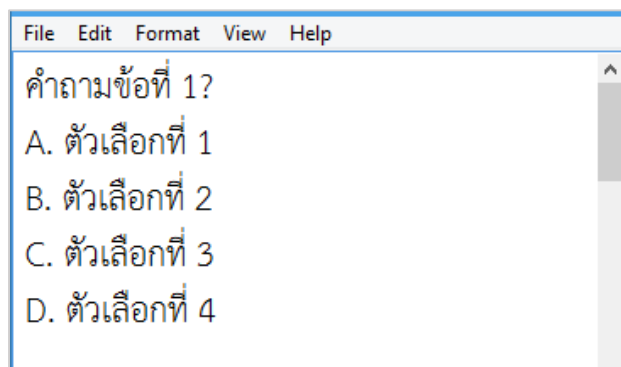 File Edit Format View Help
คำถามข้อที่ 1?
A. ตัวเลือกที่ 1
B. ตัวเลือกที่ 2
C. ตัวเลือกที่ 3
D. ตัวเลือกที่ 4